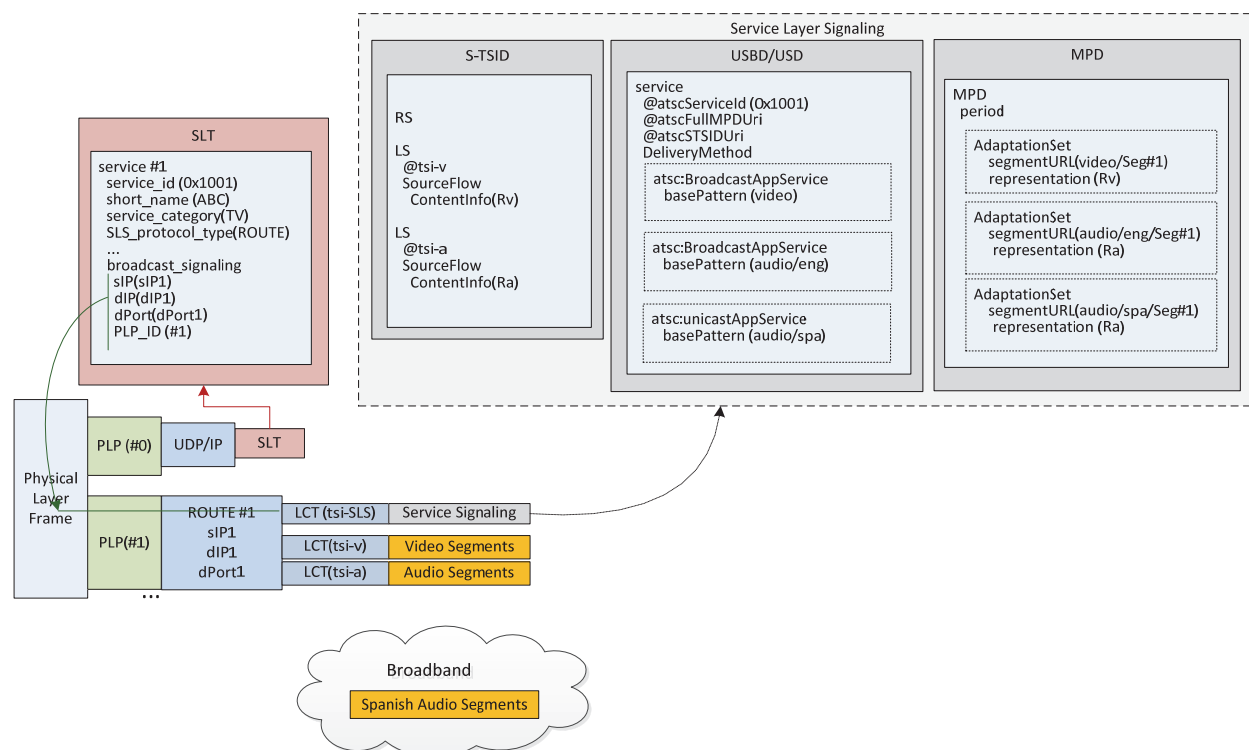 Service Layer Signaling
S-TSID
RS
LS
@tsi-v
SourceFlow
ContentInfo(Rv)
LS
@tsi-a
SourceFlow
ContentInfo(Ra)
USBD/USD
service
@atscServiceId (0x1001)
@atscFullMPDUri
@atscSTSIDUri
DeliveryMethod
atsc:BroadcastAppService
basePattern (video)
atsc:BroadcastAppService
basePattern (audio/eng)
atsc:unicastAppService
basePattern (audio/spa)
MPD
MPD
period
AdaptationSet
segmentURL(video/Seg#1)
representation (Rv)
AdaptationSet
segmentURL(audio/eng/Seg#1)
representation (Ra)
AdaptationSet
segmentURL(audio/spa/Seg#1)
representation (Ra)
SLT
service #1
service_id (0x1001)
short_name (ABC)
service_category(TV)
SLS_protocol_type(ROUTE)
...
broadcast_signaling
sIP(sIP1)
dIP(dIP1)
dPort(dPort1)
PLP_ID (#1)
Physical
Layer
Frame
PLP (#0)
UDP/IP
SLT
PLP(#1)
ROUTE #1
sIP1
dIP1
dPort1
LCT (tsi-SLS)
Service Signaling
LCT(tsi-v)
Video Segments
LCT(tsi-a)
Audio Segments
...
Broadband
Spanish Audio Segments